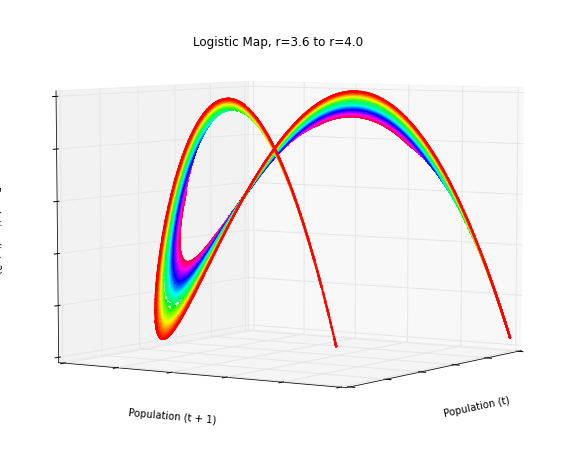 Logistic Map, r=3.6 to r=4.0
Population (t + 1)
Population (t)